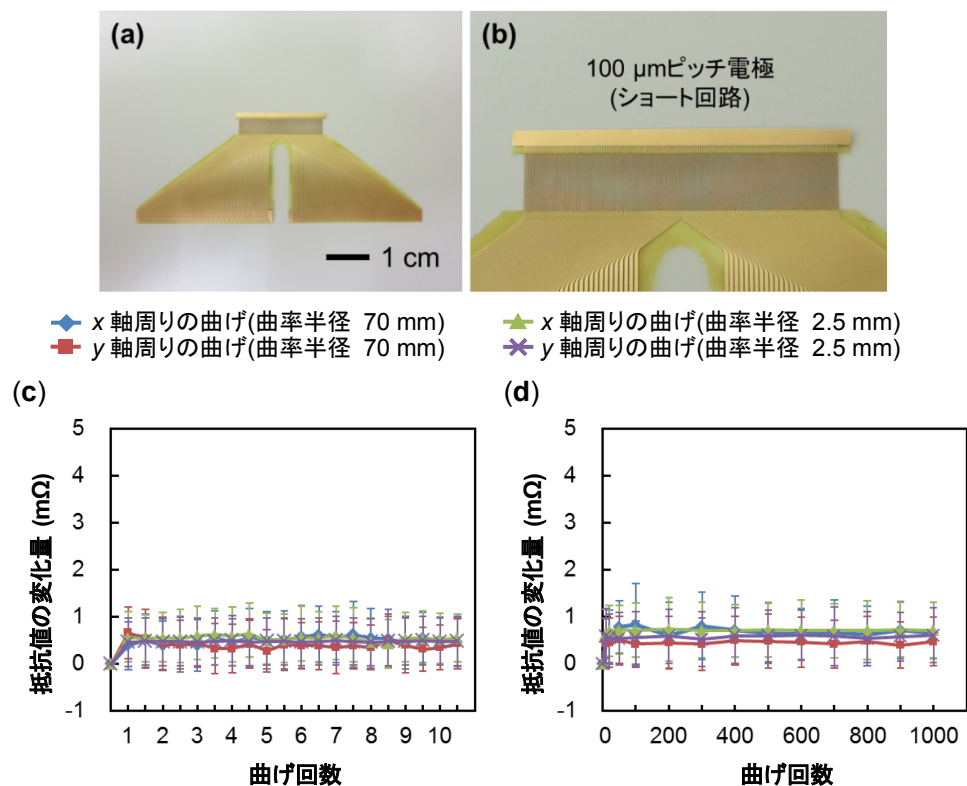 (a)
1 cm
(b)
100 μmピッチ電極
(ショート回路)
x 軸周りの曲げ(曲率半径 70 mm)
y 軸周りの曲げ(曲率半径 70 mm)
x 軸周りの曲げ(曲率半径 2.5 mm)
y 軸周りの曲げ(曲率半径 2.5 mm)
(c)
抵抗値の変化量 (mΩ)
5
4
3
2
1
0
-1
1 2 3 4 5 6 7 8 9 10
曲げ回数
(d)
抵抗値の変化量 (mΩ)
5
4
3
2
1
0
-1
0 200 400 600 800 1000
曲げ回数